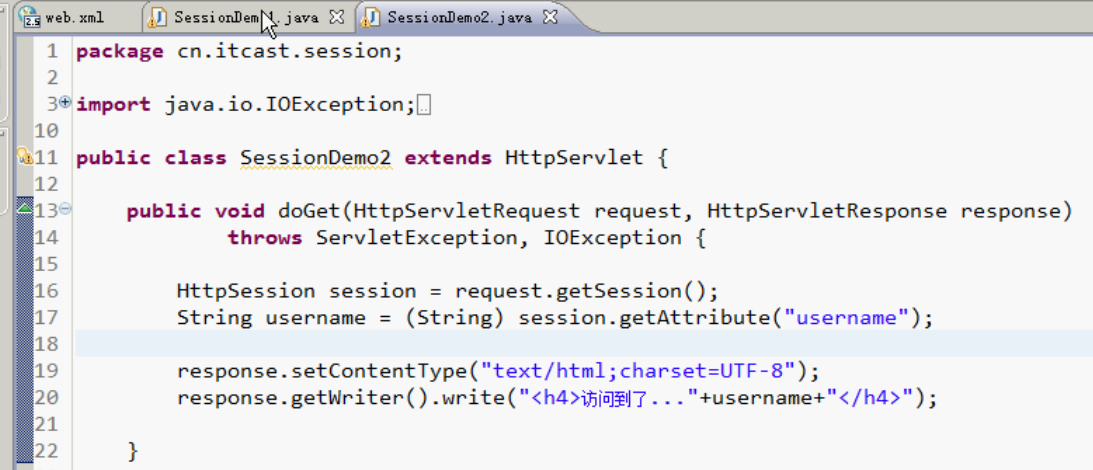 web.xml
SessionDemo1.java
SessionDemo2.java
1 package cn.itcast.session;
2
3 import java.io.IOException;
10
11 public class SessionDemo2 extends HttpServlet {
12
13 public void doGet(HttpServletRequest request, HttpServletResponse response)
14 throws ServletException, IOException {
15
16 HttpSession session = request.getSession();
17 String username = (String) session.getAttribute("username");
18
19 response.setContentType("text/html;charset=UTF-8");
20 response.getWriter().write("<h4>访问到了..."+username+"</h4>");
21
22 }